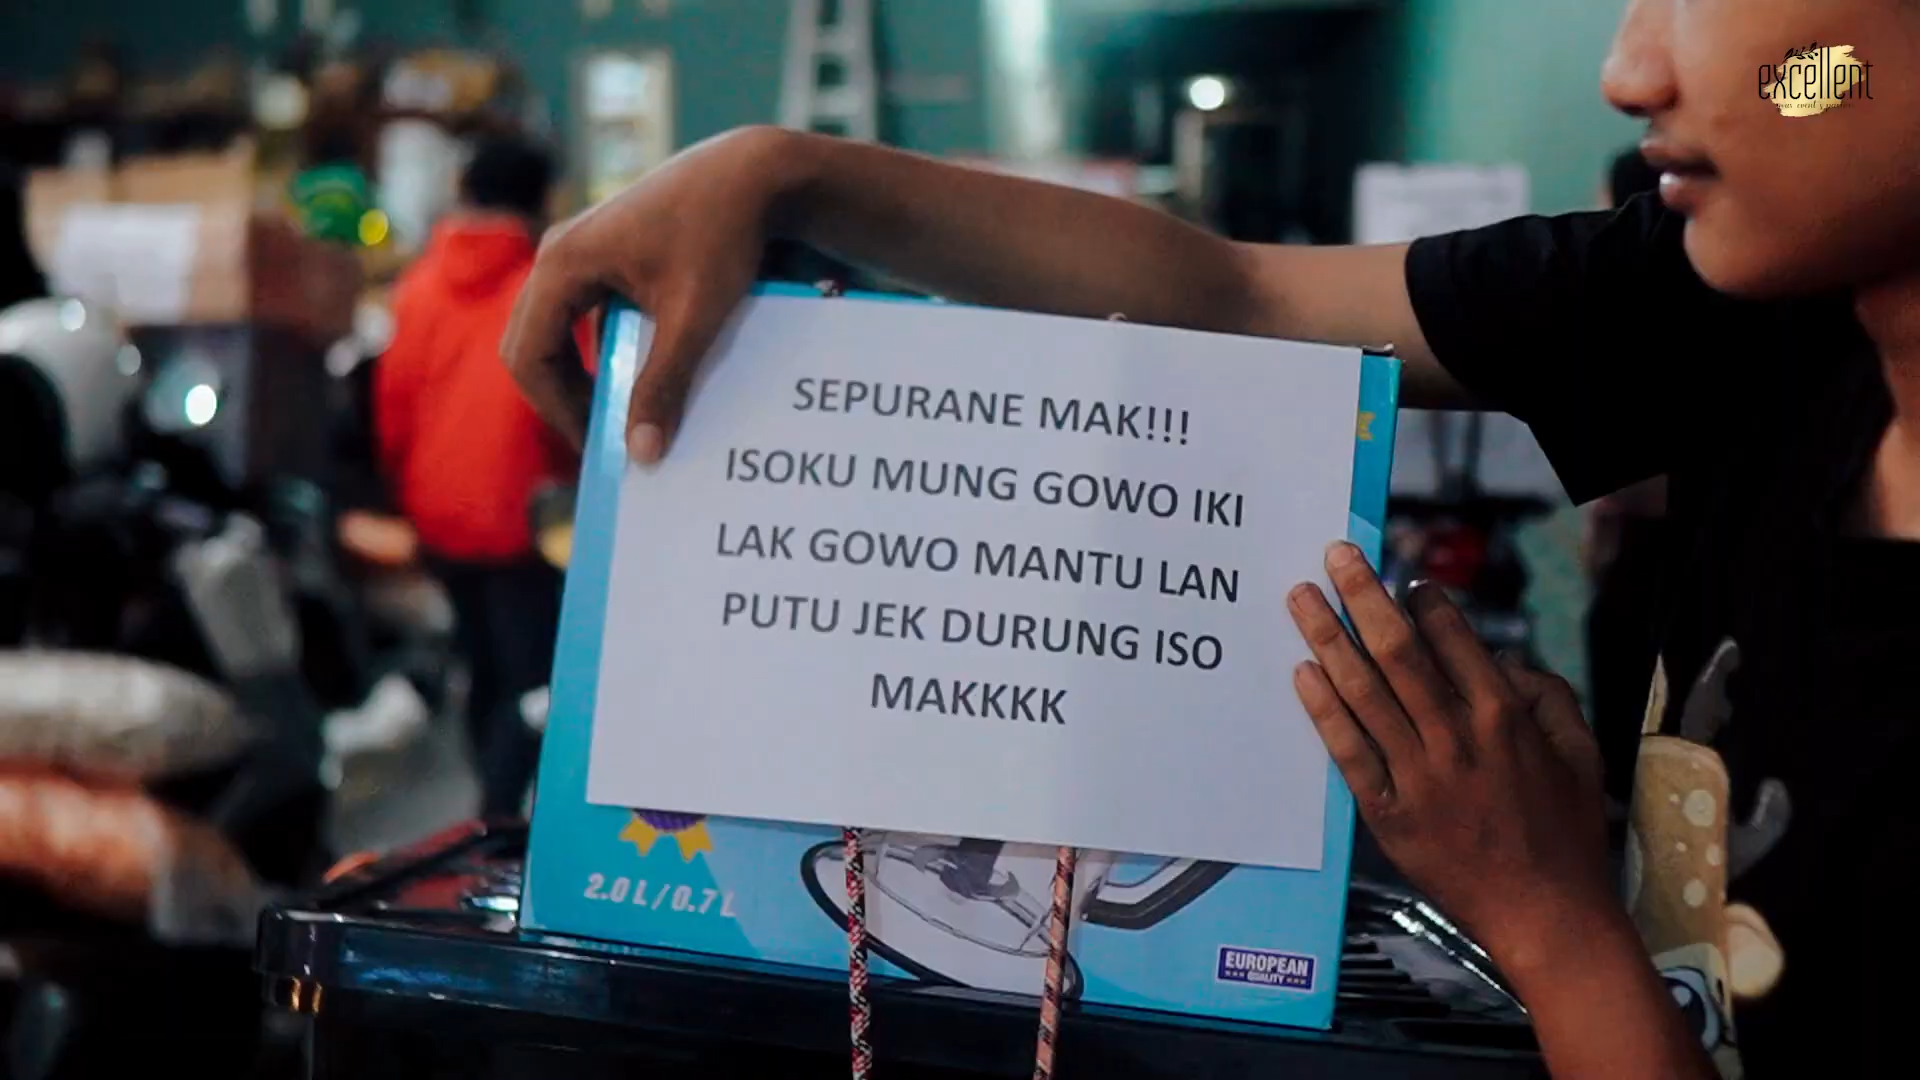 excellent
SEPURANE MAK!!!
ISOKU MUNG GOWO IKI
LAK GOWO MANTU LAN
PUTU JEK DURUNG ISO
MAKKKK
2.0 L / 0.7 L
EUROPEAN
QUALITY